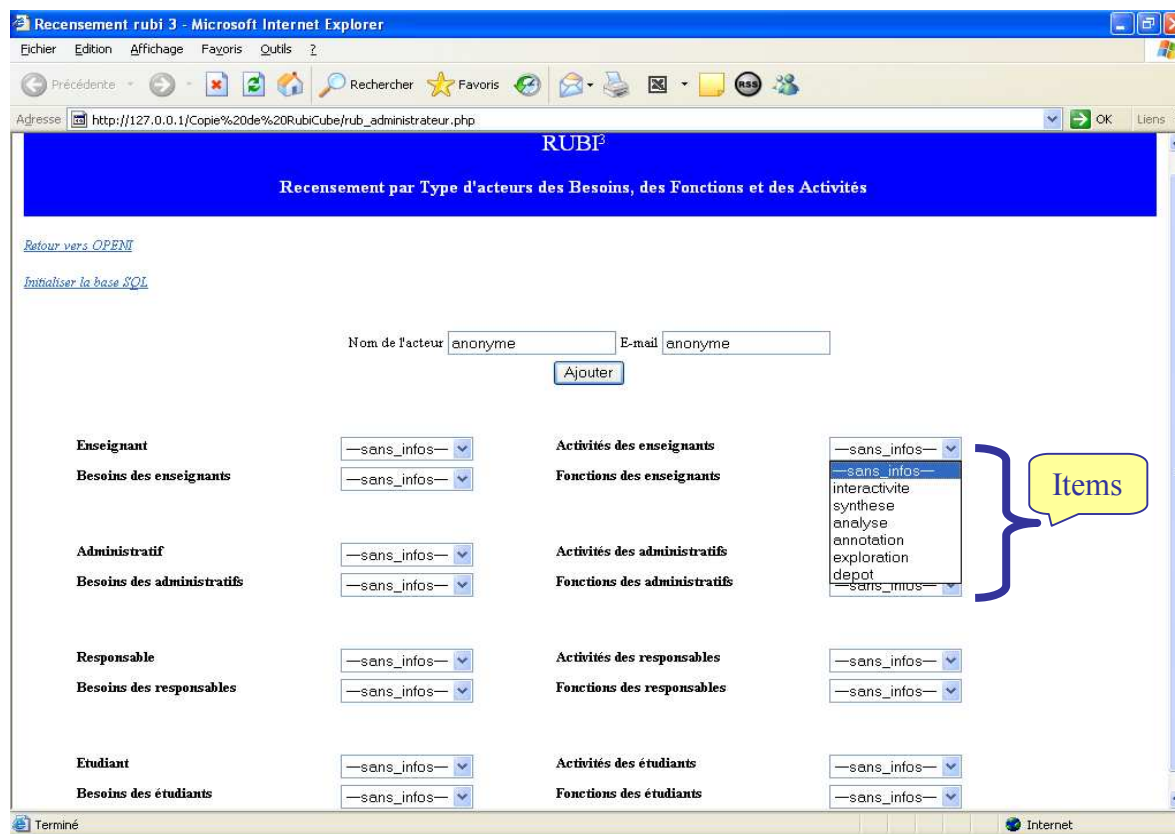 Recensement rubi 3 - Microsoft Internet Explorer
Fichier Edition Affichage Favoris Outils ?
Précédente Rechercher Favoris RSS
Adresse http://127.0.0.1/Copie%20de%20RubiCube/rub_administrateur.php OK Liens
RUBI³
Recensement par Type d'acteurs des Besoins, des Fonctions et des Activités
Retour vers OPENI
Initialiser la base SQL
Nom de l'acteur anonyme E-mail anonyme
Ajouter
Enseignant —sans_infos— Activités des enseignants —sans_infos—
Besoins des enseignants —sans_infos— Fonctions des enseignants —sans_infos—
interactivite
synthese
analyse
annotation
exploration
depot
Items
Administratif —sans_infos— Activités des administratifs
Besoins des administratifs —sans_infos— Fonctions des administratifs —sans_infos—
Responsable —sans_infos— Activités des responsables —sans_infos—
Besoins des responsables —sans_infos— Fonctions des responsables —sans_infos—
Etudiant —sans_infos— Activités des étudiants —sans_infos—
Besoins des étudiants —sans_infos— Fonctions des étudiants —sans_infos—
Terminé Internet